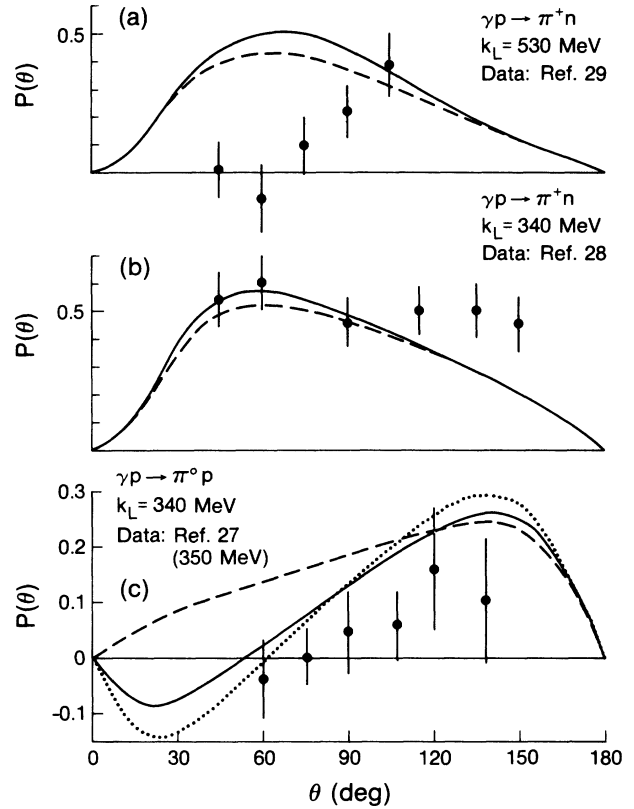 (a)
γp → π⁺n
k_L = 530 MeV
Data: Ref. 29
0.5
P(θ)
γp → π⁺n
k_L = 340 MeV
Data: Ref. 28
(b)
0.5
P(θ)
γp → π°p
k_L = 340 MeV
Data: Ref. 27
(350 MeV)
(c)
0.3
0.2
0.1
0
-0.1
P(θ)
0 30 60 90 120 150 180
θ (deg)